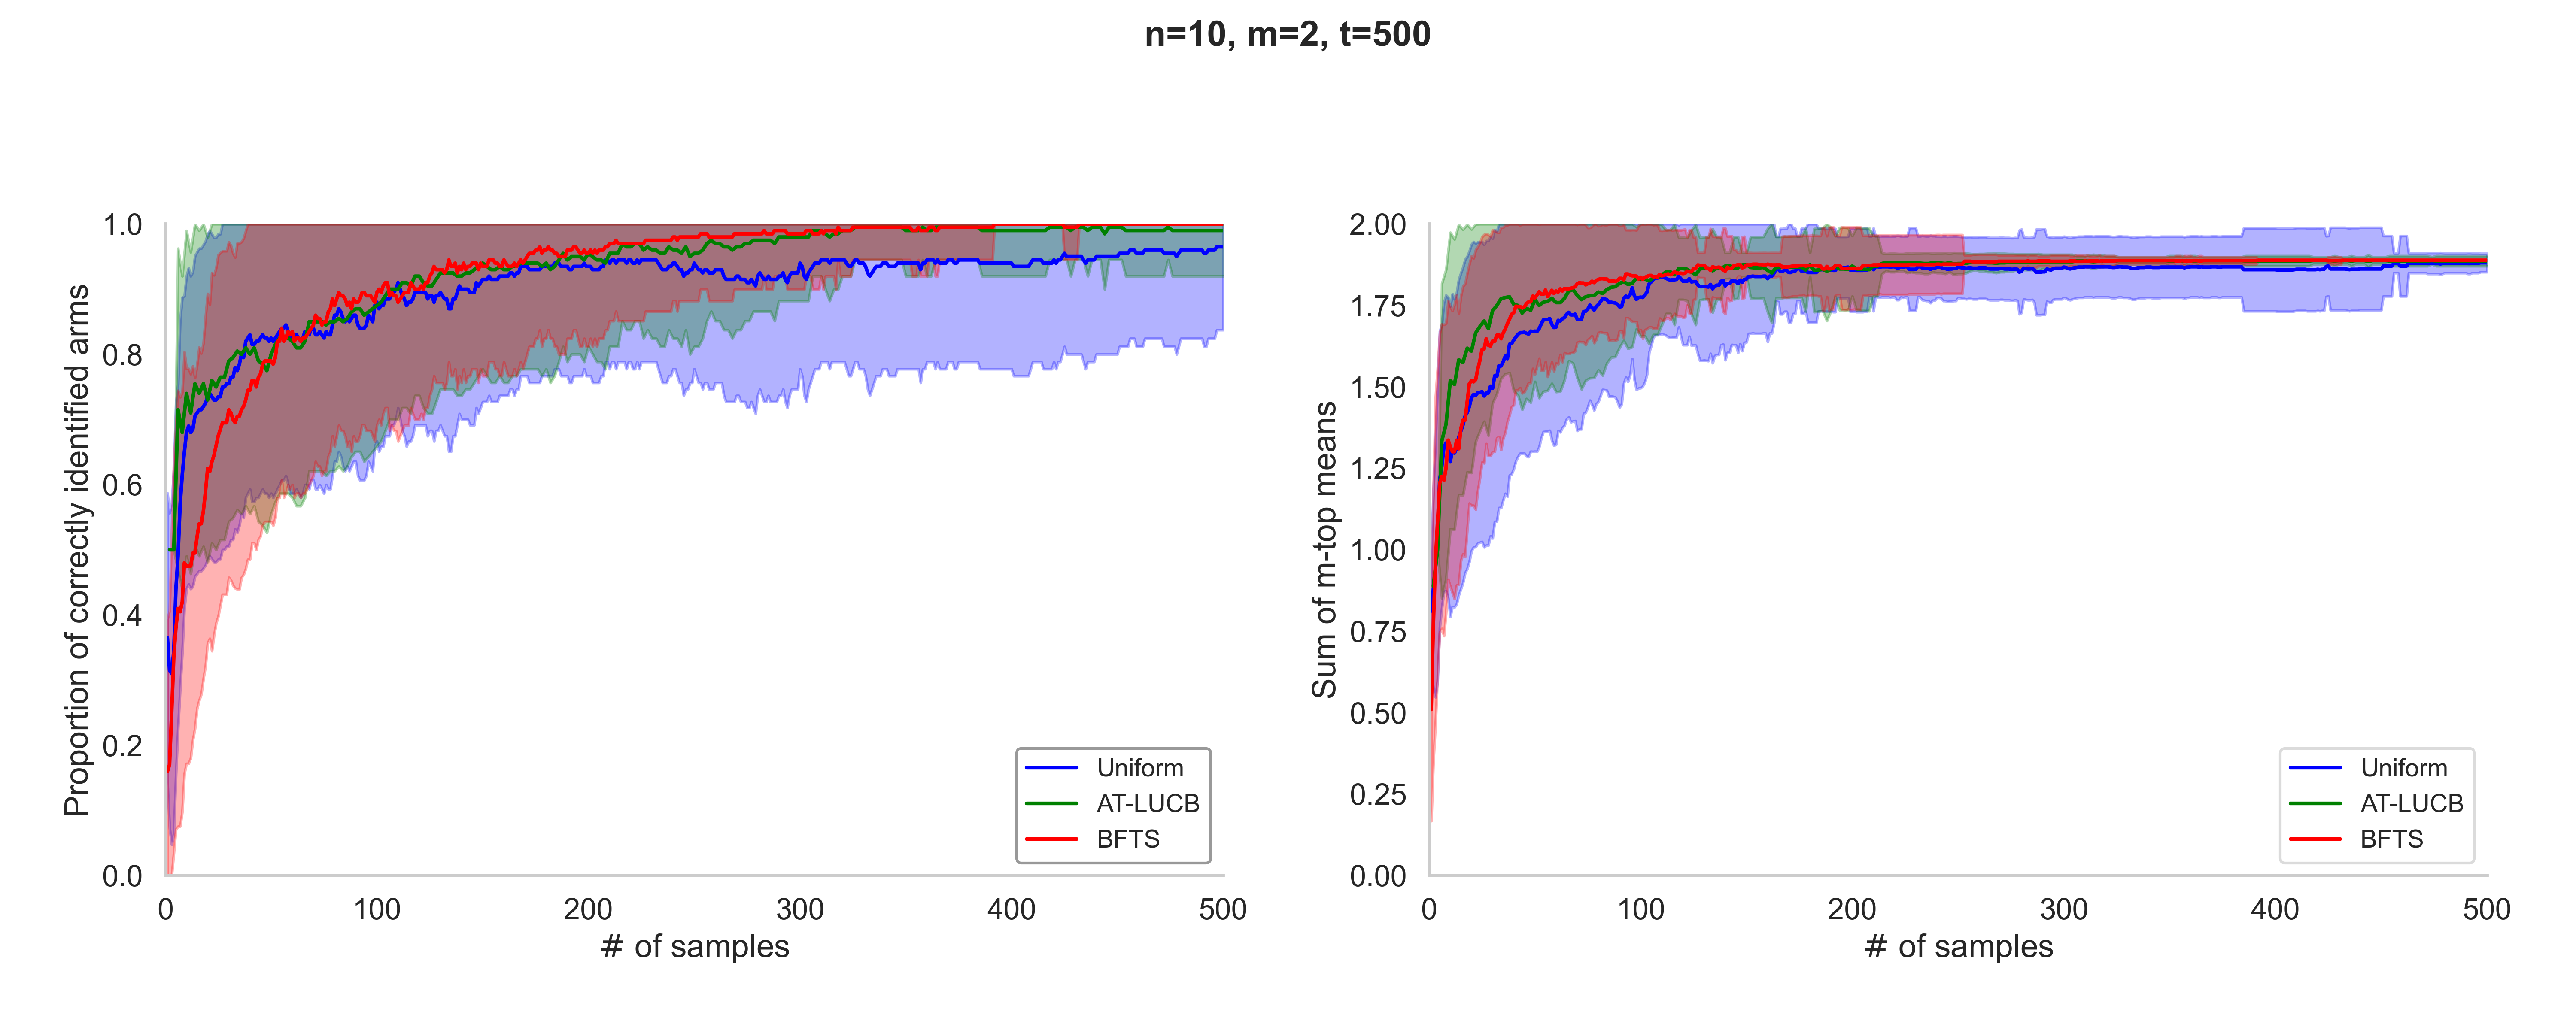 n=10, m=2, t=500
Proportion of correctly identified arms
1.0
0.8
0.6
0.4
0.2
0.0
0 100 200 300 400 500
# of samples
Uniform
AT-LUCB
BFTS
Sum of m-top means
2.00
1.75
1.50
1.25
1.00
0.75
0.50
0.25
0.00
0 100 200 300 400 500
# of samples
Uniform
AT-LUCB
BFTS